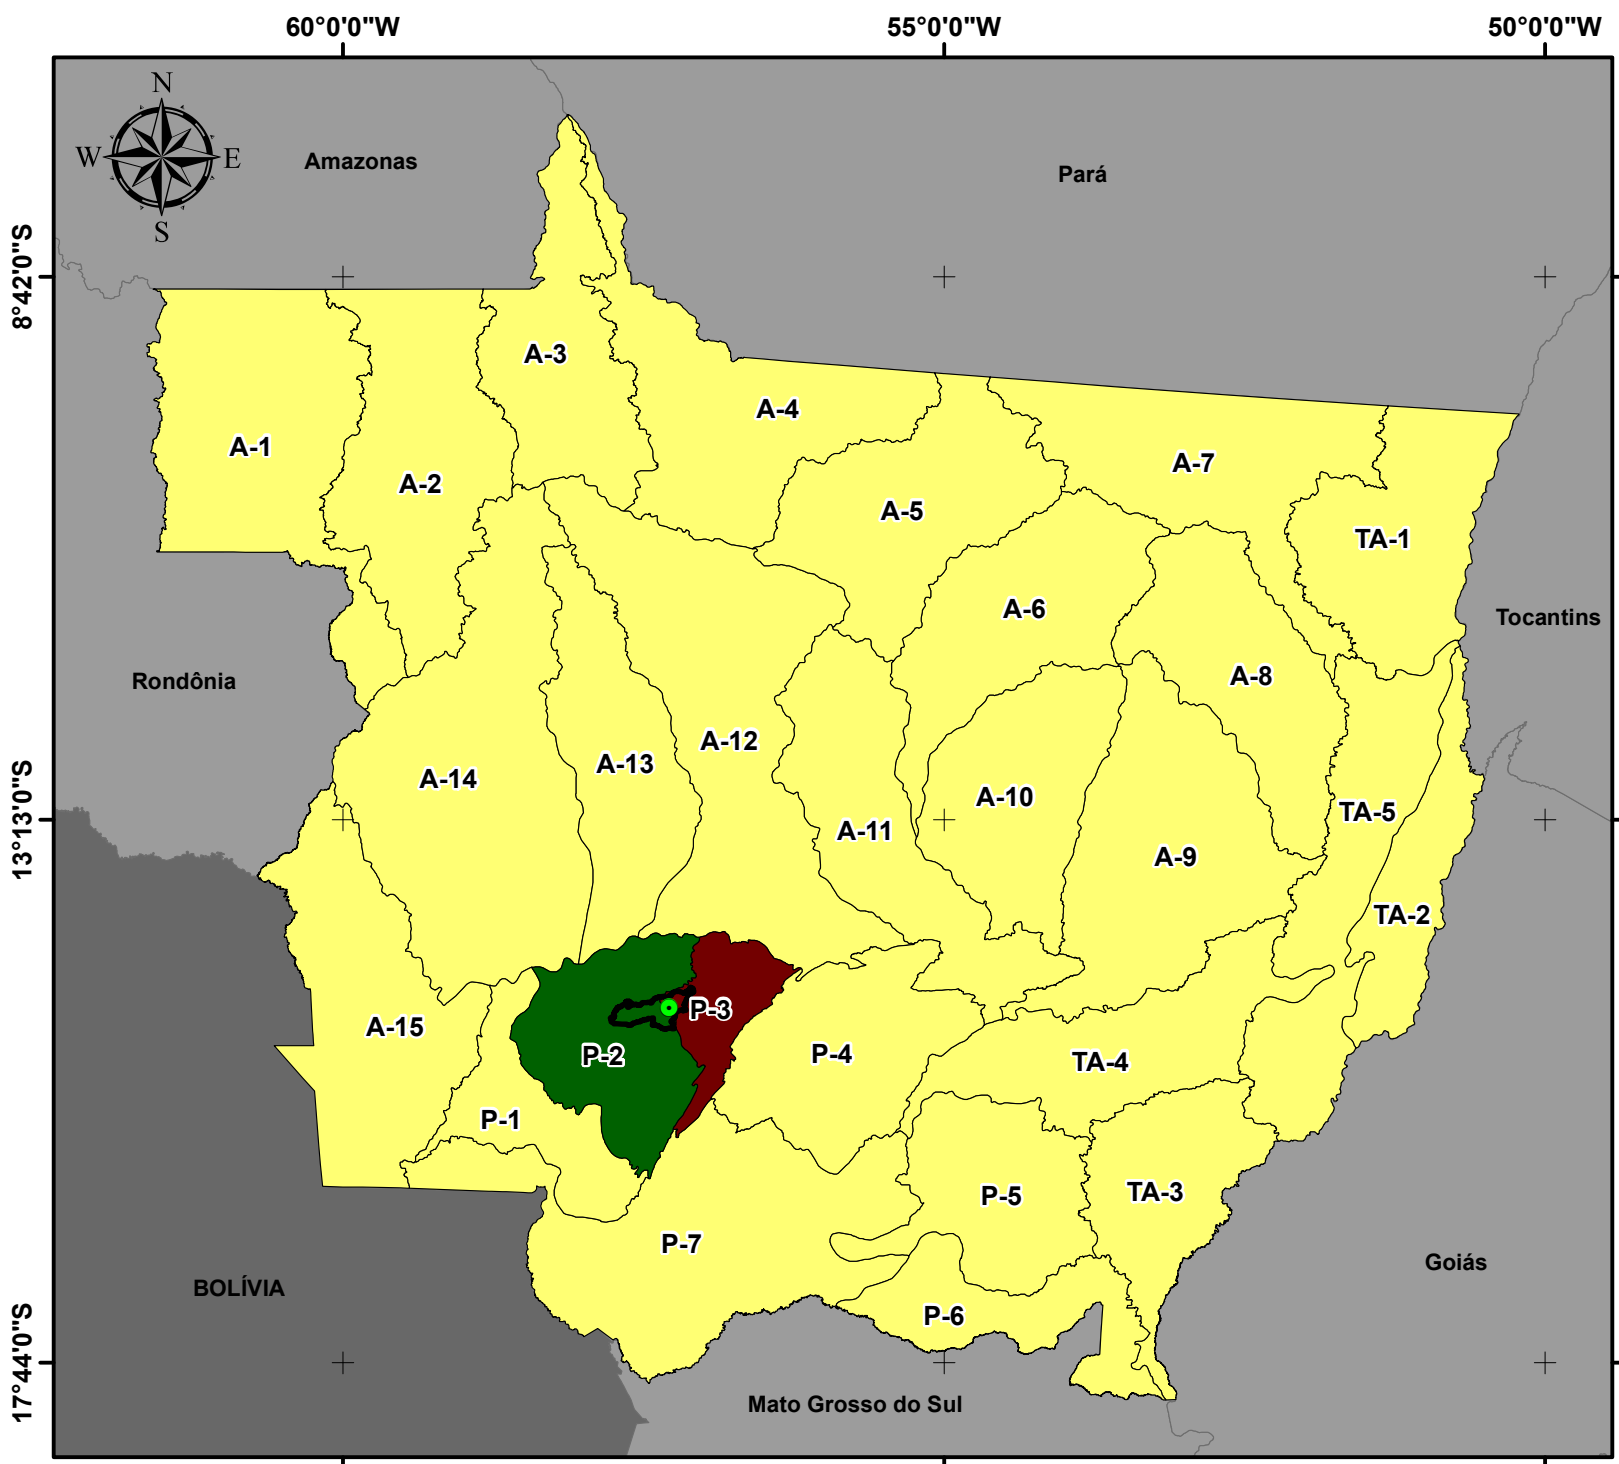 60°0'0"W 55°0'0"W 50°0'0"W
N
W E
S
Amazonas
Pará
8°42'0"S
A-3
A-4
A-1
A-7
A-2
A-5
TA-1
A-6
Tocantins
Rondônia
A-8
A-12
A-13
A-14
A-10
TA-5
A-11
13°13'0"S
A-9
TA-2
P-3
A-15
P-2
P-4
TA-4
P-1
P-5
TA-3
P-7
Goiás
BOLÍVIA
P-6
17°44'0"S
Mato Grosso do Sul